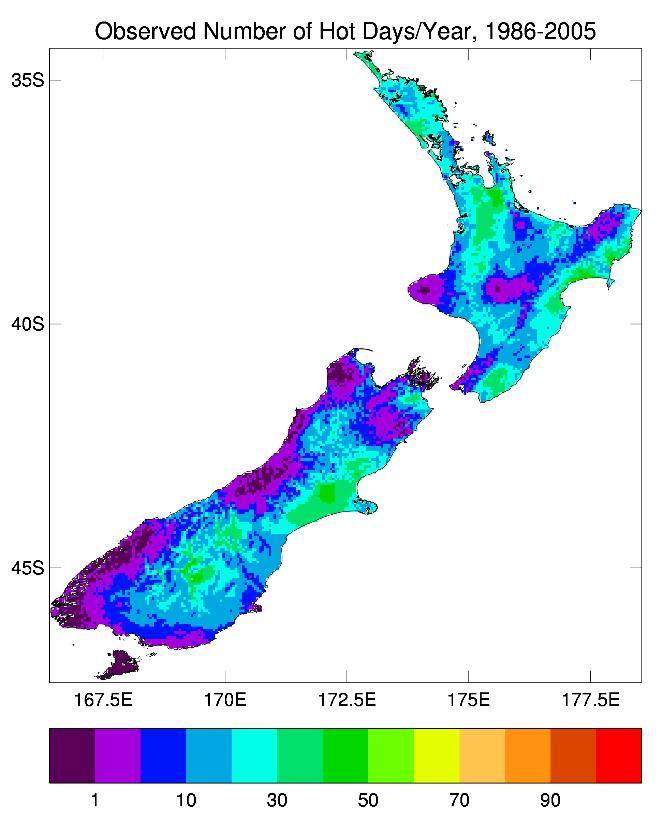 Observed Number of Hot Days/Year, 1986-2005
35S
40S
45S
167.5E 170E 172.5E 175E 177.5E
1 10 30 50 70 90